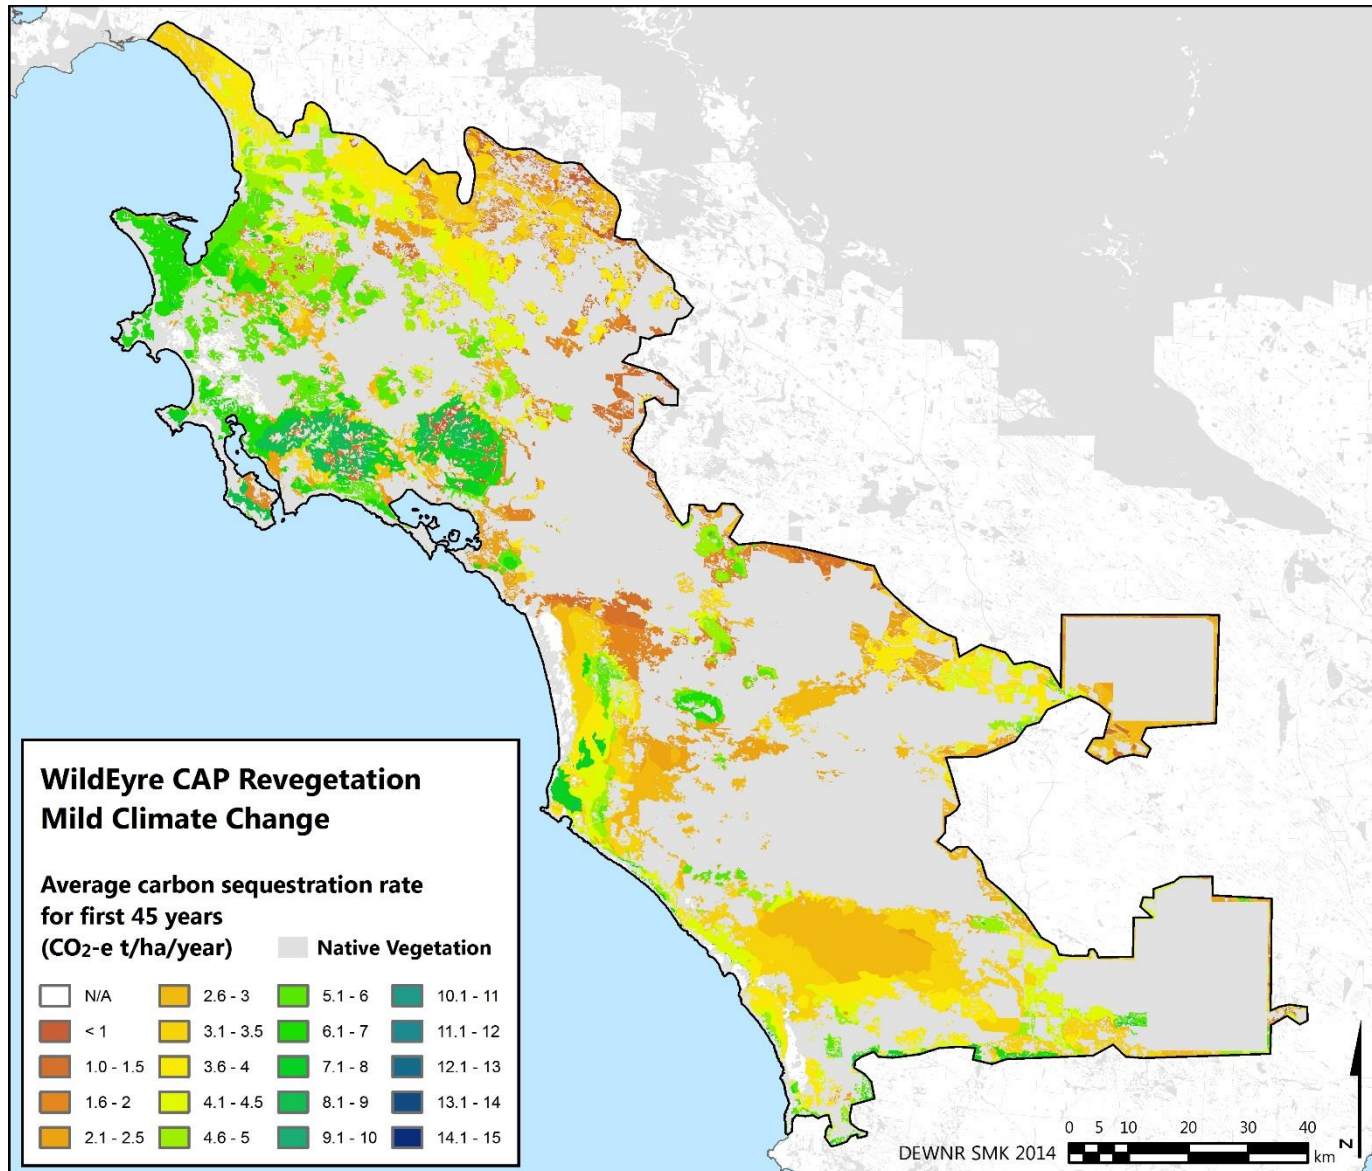 WildEyre CAP Revegetation
Mild Climate Change
Average carbon sequestration rate
for first 45 years
(CO2-e t/ha/year)
Native Vegetation
N/A
< 1
1.0 - 1.5
1.6 - 2
2.1 - 2.5
2.6 - 3
3.1 - 3.5
3.6 - 4
4.1 - 4.5
4.6 - 5
5.1 - 6
6.1 - 7
7.1 - 8
8.1 - 9
9.1 - 10
10.1 - 11
11.1 - 12
12.1 - 13
13.1 - 14
14.1 - 15
DEWNR SMK 2014
0 5 10 20 30 40
km
N